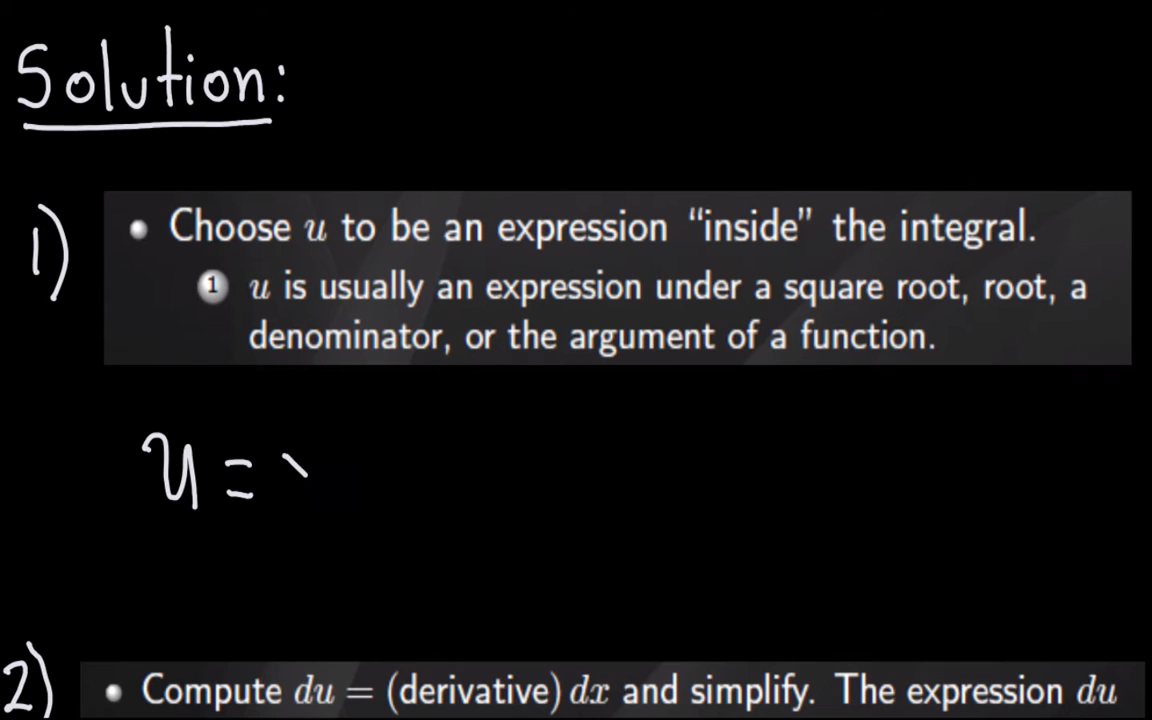 Solution:
1)
Choose u to be an expression “inside” the integral.
1 u is usually an expression under a square root, root, a
denominator, or the argument of a function.
u =
2)
Compute du = (derivative) dx and simplify. The expression du